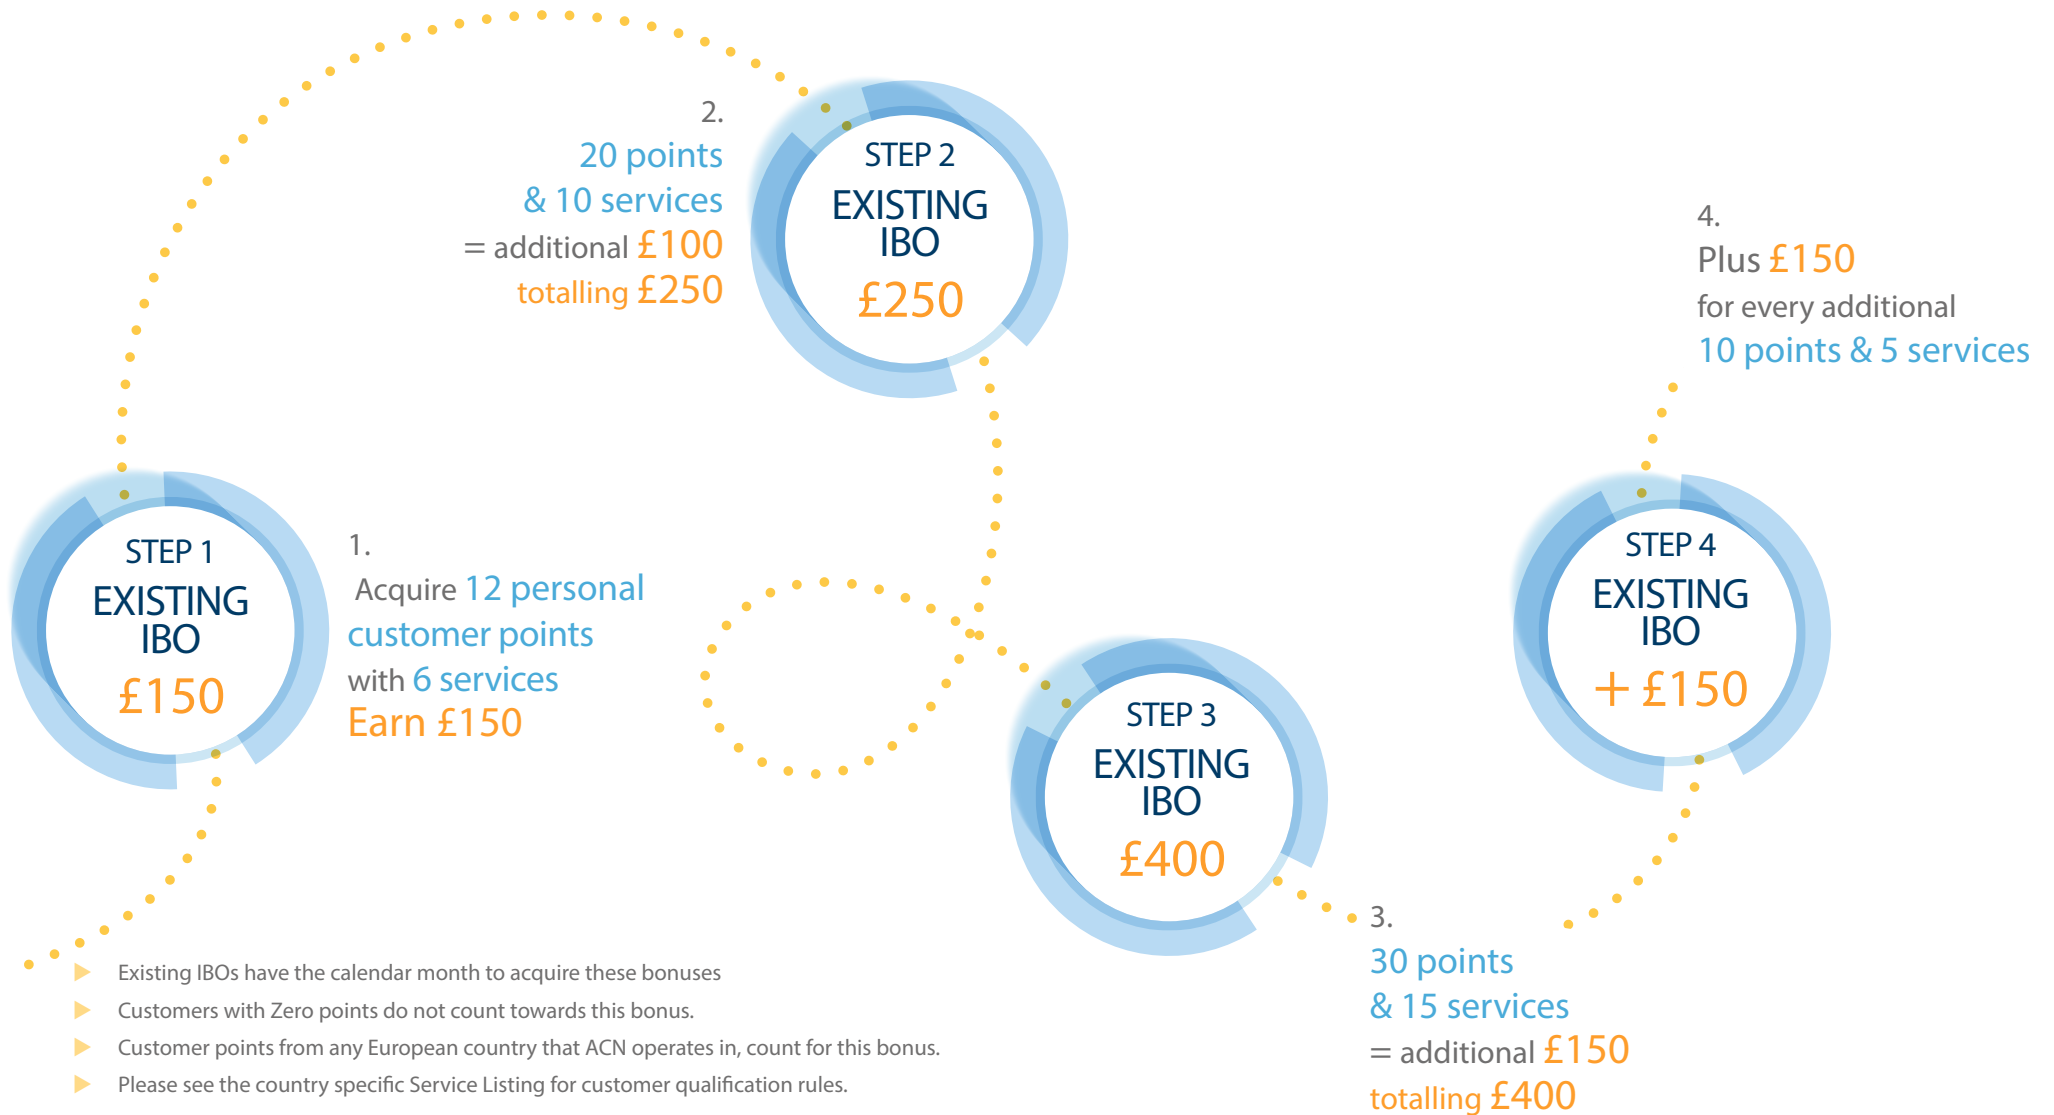 STEP 1
EXISTING
IBO
£150
1.
Acquire 12 personal
customer points
with 6 services
Earn £150
2.
20 points
& 10 services
= additional £100
totalling £250
STEP 2
EXISTING
IBO
£250
STEP 3
EXISTING
IBO
£400
3.
30 points
& 15 services
= additional £150
totalling £400
4.
Plus £150
for every additional
10 points & 5 services
STEP 4
EXISTING
IBO
+ £150
Existing IBOs have the calendar month to acquire these bonuses
Customers with Zero points do not count towards this bonus.
Customer points from any European country that ACN operates in, count for this bonus.
Please see the country specific Service Listing for customer qualification rules.